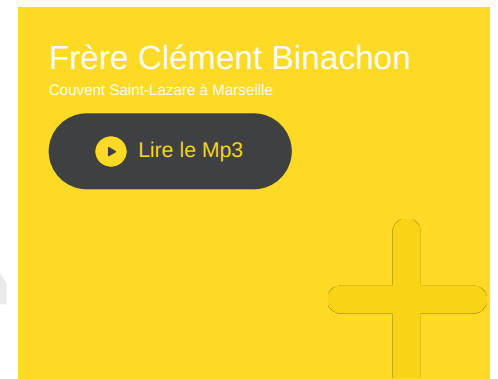 Frère Clément Binachon
Couvent Saint-Lazare à Marseille
Lire le Mp3